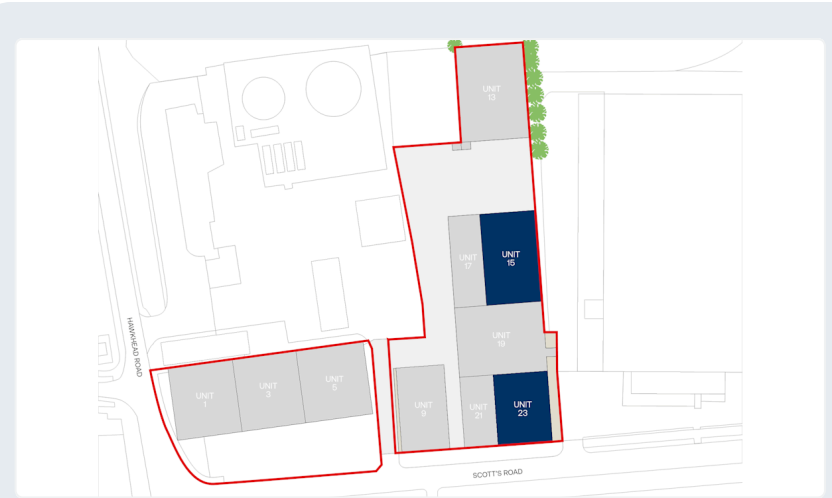 UNIT
13
UNIT
17
UNIT
15
UNIT
19
HAWKHEAD ROAD
UNIT
1
UNIT
3
UNIT
5
UNIT
9
UNIT
21
UNIT
23
SCOTT'S ROAD